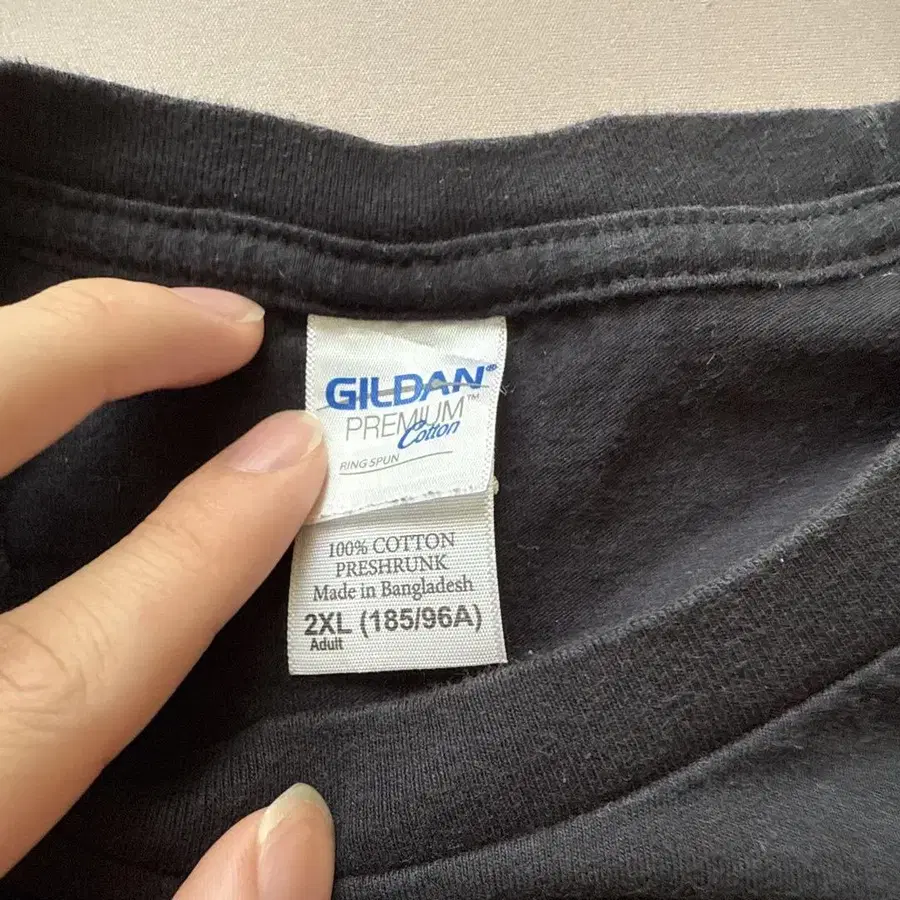 GILDAN®
PREMIUM™
Cotton
RING SPUN
100% COTTON
PRESHRUNK
Made in Bangladesh
2XL (185/96A)
Adult